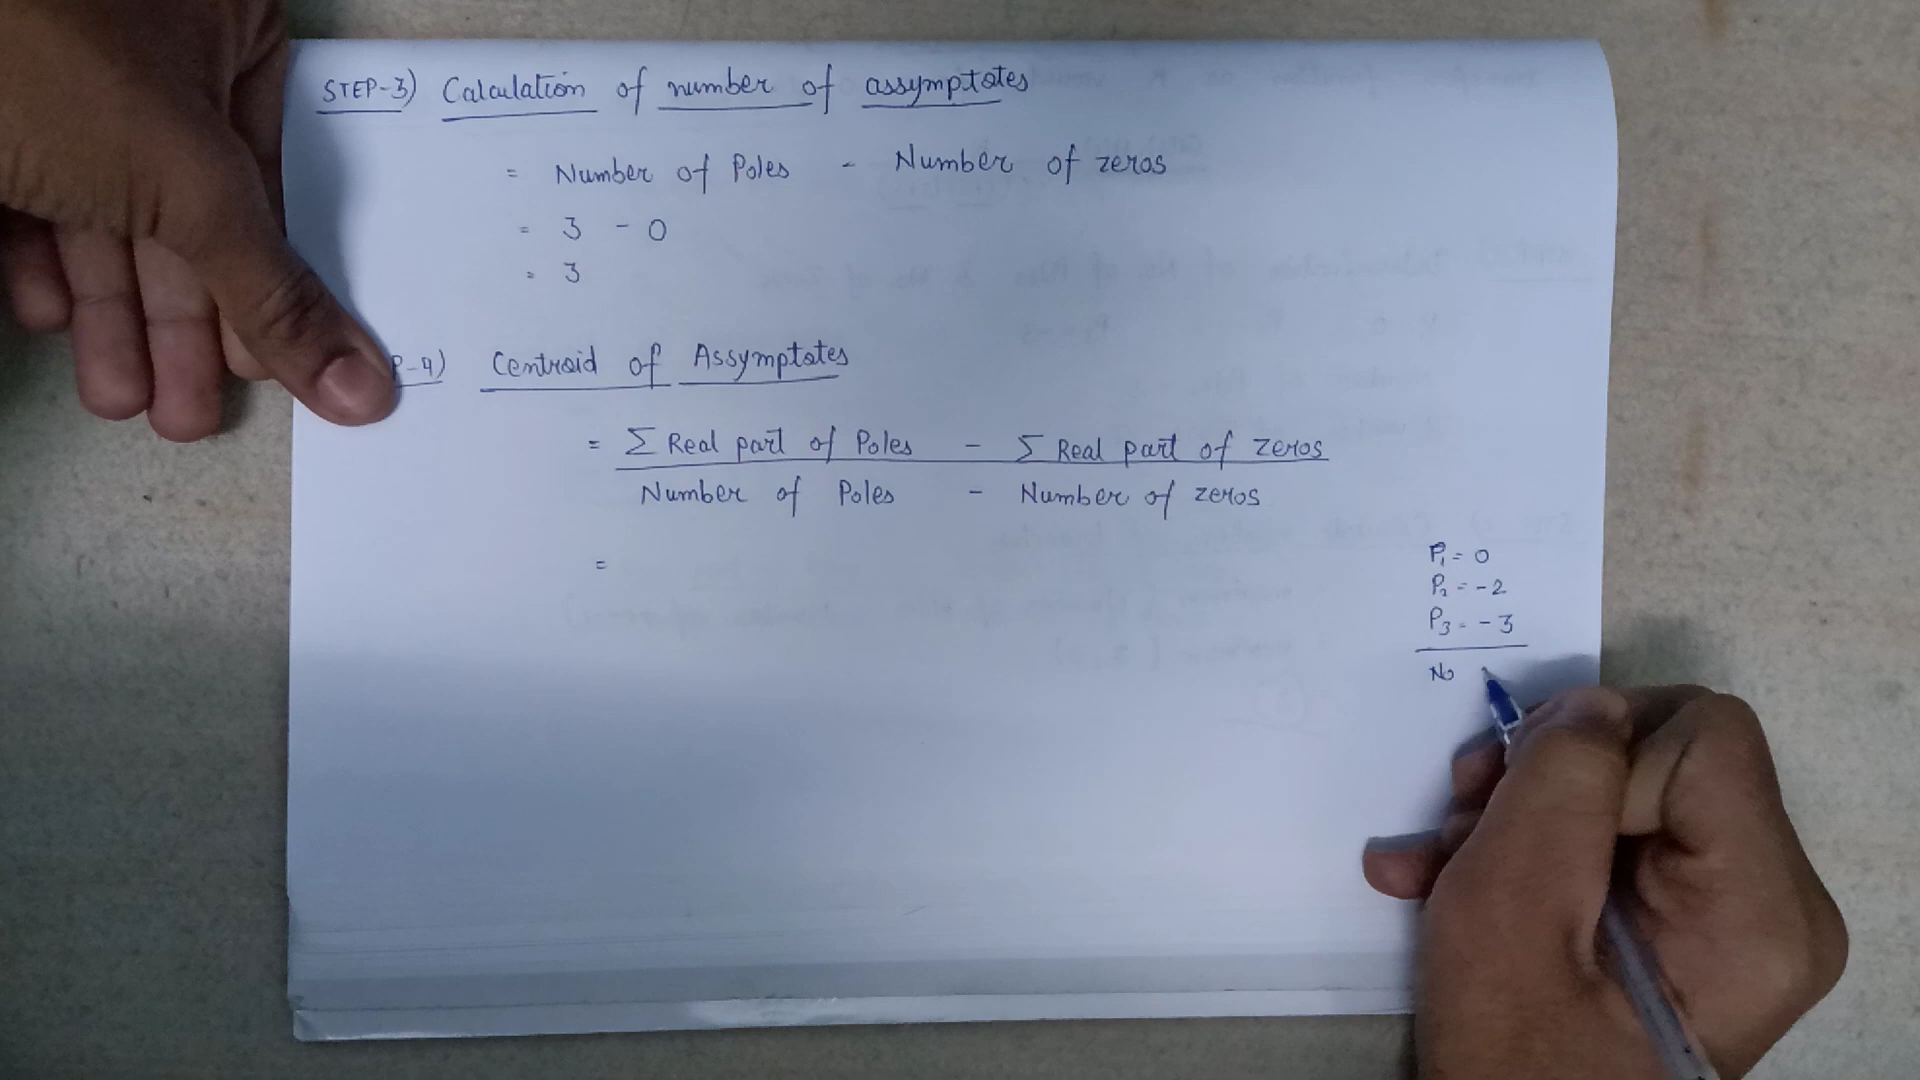 STEP-3) Calculation of number of assymptotes
= Number of Poles - Number of zeros
= 3 - 0
= 3
P-4) Centroid of Assymptotes
= Σ Real part of Poles - Σ Real part of zeros
Number of Poles - Number of zeros
=
P1 = 0
P2 = -2
P3 = -3
No